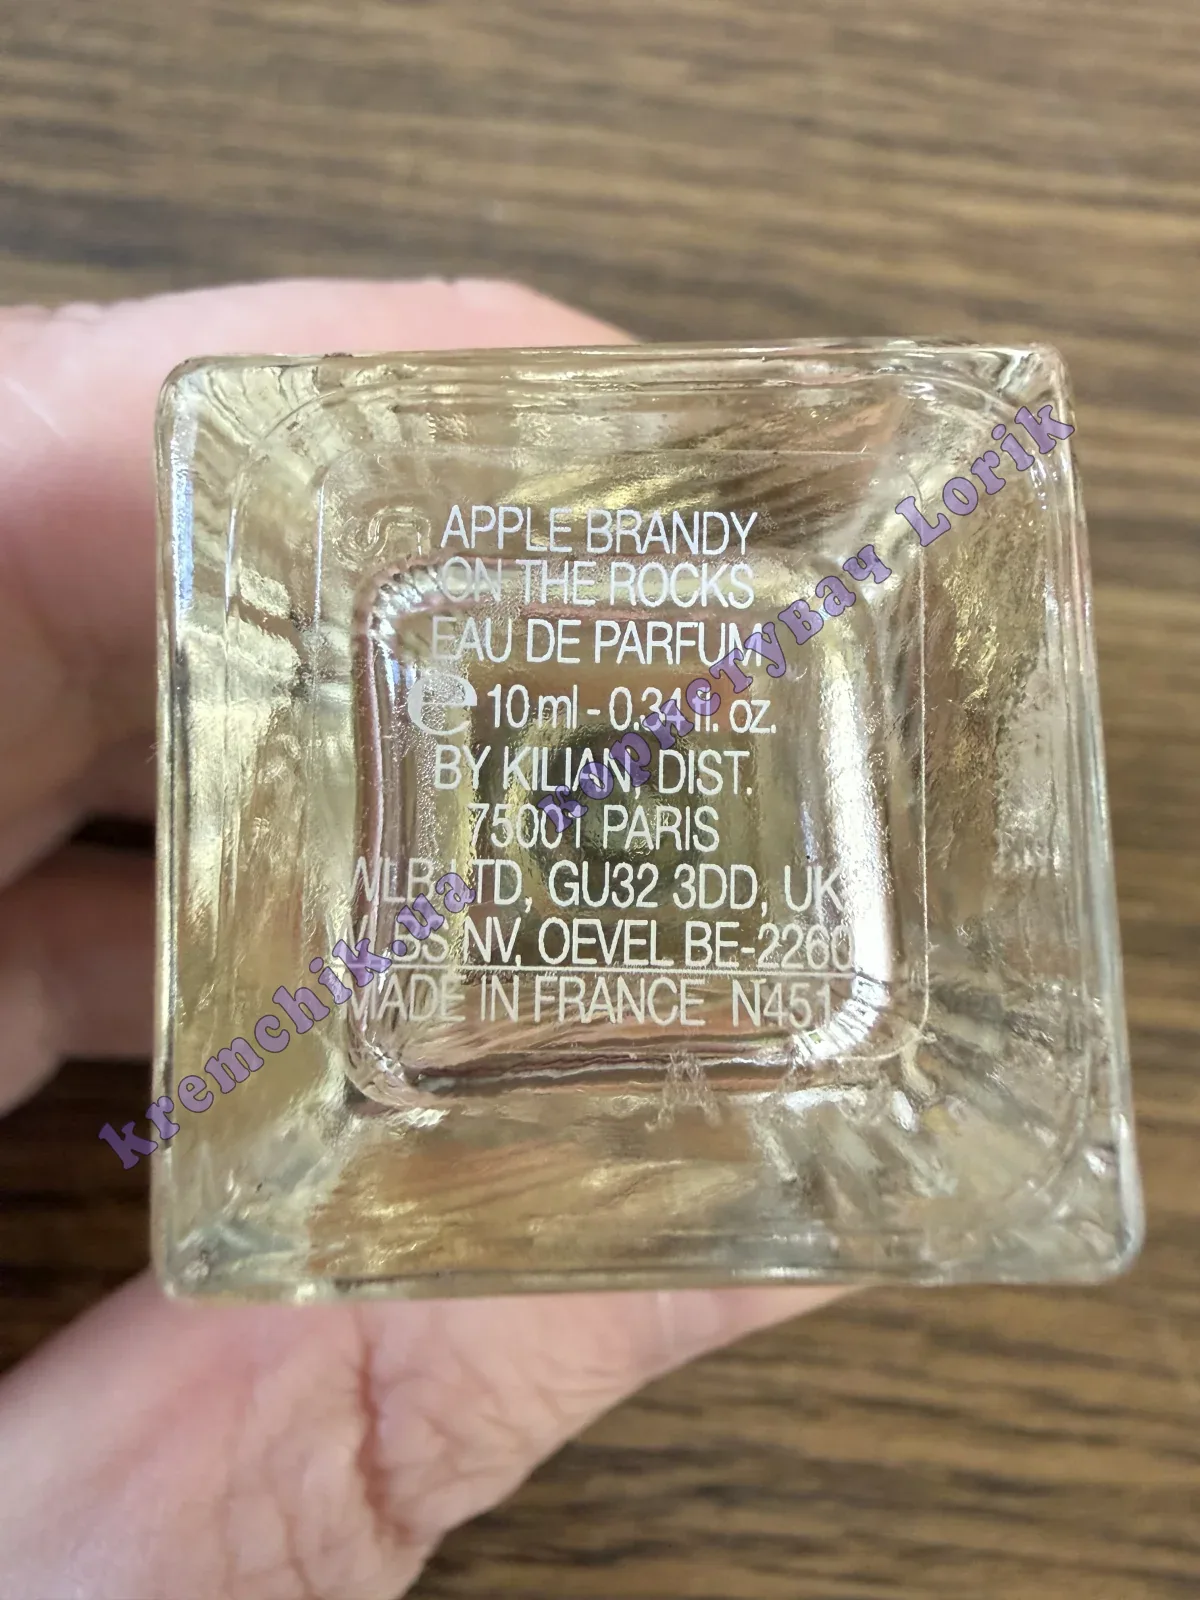 APPLE BRANDY
ON THE ROCKS
EAU DE PARFUM
e 10 ml - 0.34 fl. oz.
BY KILIAN, DIST.
75001 PARIS
WLB LTD, GU32 3DD, UK
WLBS NV, OEVEL BE-2260
MADE IN FRANCE N451
kremchik.ua користувач Lorik